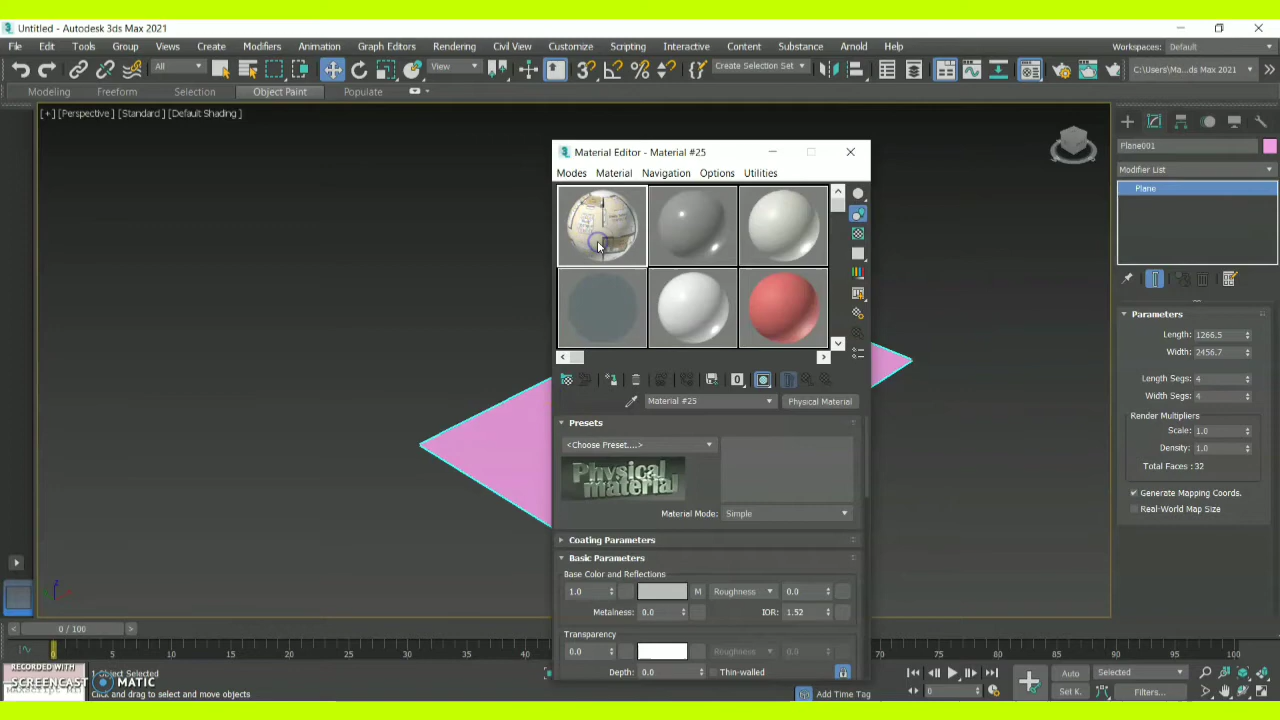 Untitled - Autodesk 3ds Max 2021
File Edit Tools Group Views Create Modifiers Animation Graph Editors Rendering Civil View Customize Scripting Interactive Content Substance Arnold Help
Workspaces: Default
All
View
Create Selection Set
C:\Users\Ma...ds Max 2021
Modeling Freeform Selection Object Paint Populate
[+] [Perspective ] [Standard ] [Default Shading ]
Material Editor - Material #25
Modes Material Navigation Options Utilities
0
Material #25
Physical Material
Presets
<Choose Preset....>
Physical
material
Material Mode: Simple
Coating Parameters
Basic Parameters
Base Color and Reflections
1.0 M Roughness 0.0
Metalness: 0.0 IOR: 1.52
Transparency
0.0 Roughness 0.0
Depth: 0.0 Thin-walled
Plane001
Modifier List
Plane
Parameters
Length: 1266.5
Width: 2456.7
Length Segs: 4
Width Segs: 4
Render Multipliers
Scale: 1.0
Density: 1.0
Total Faces : 32
Generate Mapping Coords.
Real-World Map Size
z
< 0 / 100 >
0 5 10 15 20 25 30 35 40 45 50 70 75 80 85 90 95 100
RECORDED WITH
SCREENCAST MATIC
1 Object Selected
Click and drag to select and move objects
Add Time Tag
Auto Selected
Set K. Filters...
0